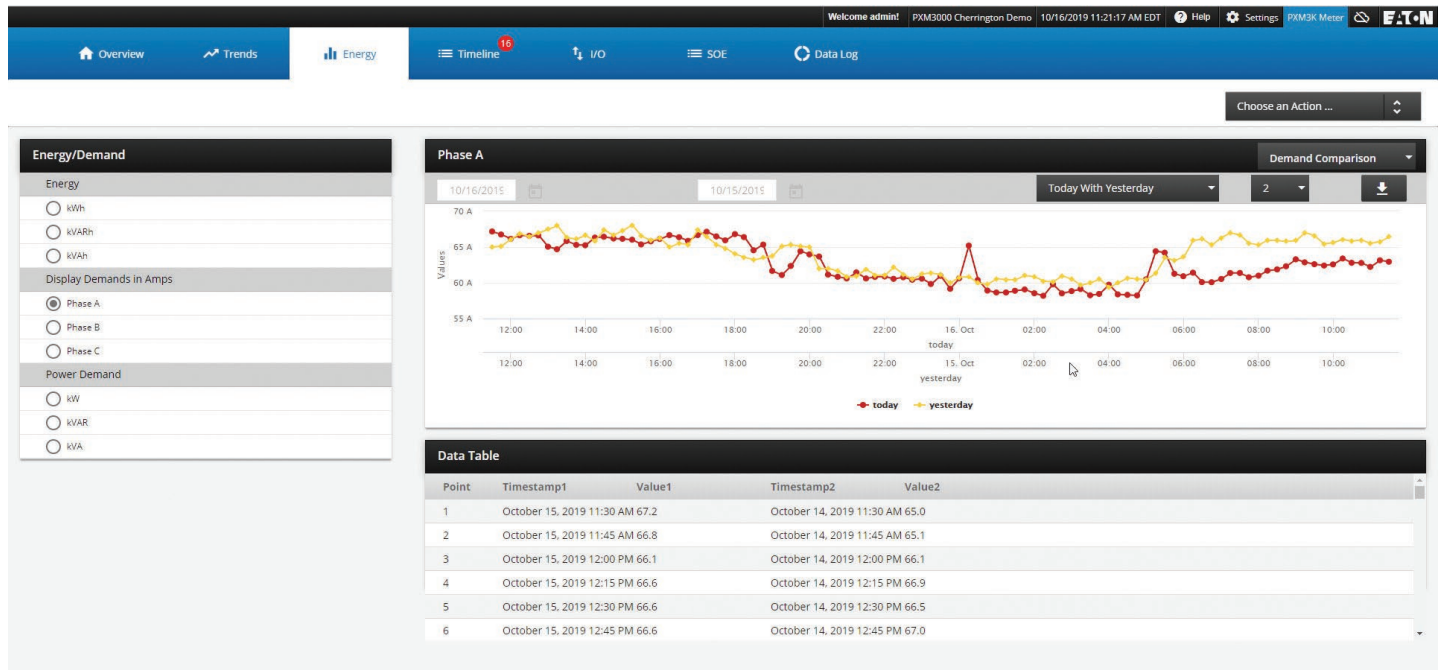 Welcome admin! PXM3000 Cherrington Demo 10/16/2019 11:21:17 AM EDT Help Settings PXM3K Meter EATON
Overview Trends Energy Timeline 16 I/O SOE Data Log
Choose an Action ...
Energy/Demand
Energy
kWh
kVARh
kVAh
Display Demands in Amps
Phase A
Phase B
Phase C
Power Demand
kW
kVAR
kVA
Phase A Demand Comparison
10/16/2019 10/15/2019 Today With Yesterday 2
Values
70 A
65 A
60 A
55 A
12:00 14:00 16:00 18:00 20:00 22:00 16. Oct 02:00 04:00 06:00 08:00 10:00
today
12:00 14:00 16:00 18:00 20:00 22:00 15. Oct 02:00 04:00 06:00 08:00 10:00
yesterday
today yesterday
Data Table
Point Timestamp1 Value1 Timestamp2 Value2
1 October 15, 2019 11:30 AM 67.2 October 14, 2019 11:30 AM 65.0
2 October 15, 2019 11:45 AM 66.8 October 14, 2019 11:45 AM 65.1
3 October 15, 2019 12:00 PM 66.1 October 14, 2019 12:00 PM 66.1
4 October 15, 2019 12:15 PM 66.6 October 14, 2019 12:15 PM 66.9
5 October 15, 2019 12:30 PM 66.6 October 14, 2019 12:30 PM 66.5
6 October 15, 2019 12:45 PM 66.6 October 14, 2019 12:45 PM 67.0